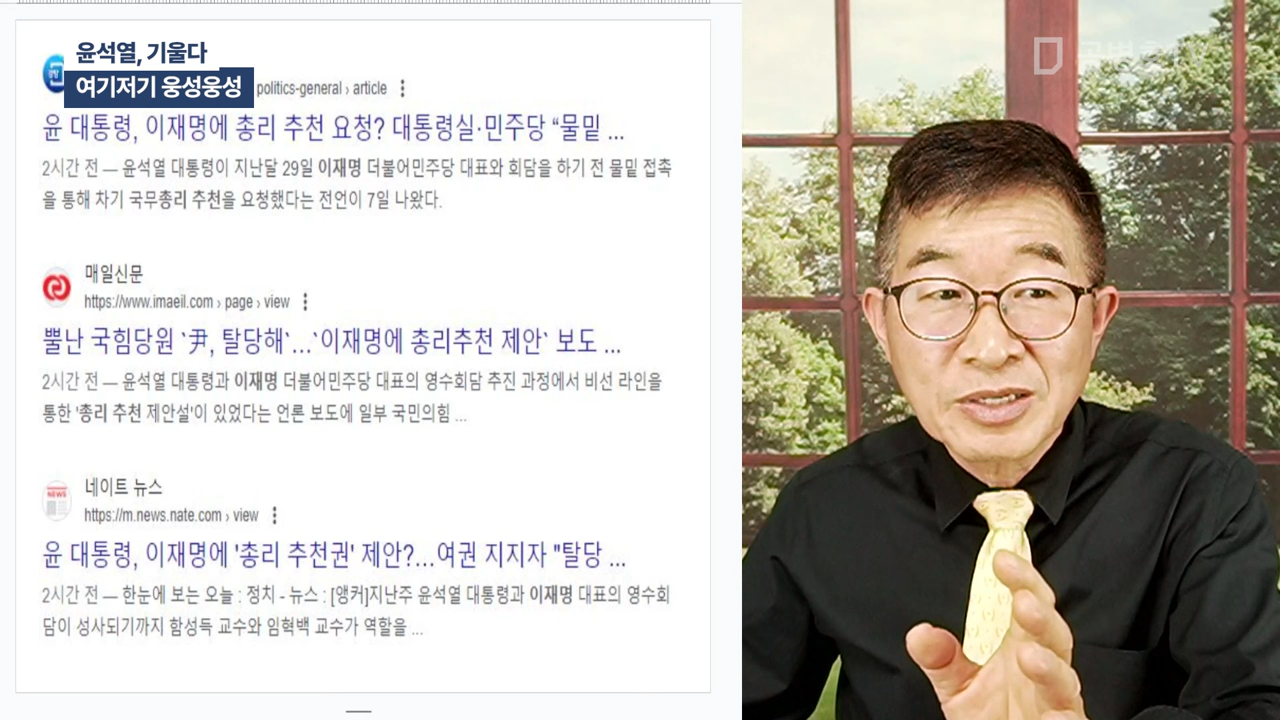 윤석열, 기울다
여기저기 웅성웅성
politics-general › article
윤 대통령, 이재명에 총리 추천 요청? 대통령실·민주당 “물밑 ...
2시간 전 — 윤석열 대통령이 지난달 29일 이재명 더불어민주당 대표와 회담을 하기 전 물밑 접촉
을 통해 차기 국무총리 추천을 요청했다는 전언이 7일 나왔다.
매일신문
https://www.imaeil.com › page › view
뿔난 국힘당원 `尹, 탈당해`...`이재명에 총리추천 제안` 보도 ...
2시간 전 — 윤석열 대통령과 이재명 더불어민주당 대표의 영수회담 추진 과정에서 비선 라인을
통한 '총리 추천 제안설'이 있었다는 언론 보도에 일부 국민의힘 ...
NEWS
네이트 뉴스
https://m.news.nate.com › view
윤 대통령, 이재명에 '총리 추천권' 제안?...여권 지지자 "탈당 ...
2시간 전 — 한눈에 보는 오늘 : 정치 - 뉴스 : [앵커]지난주 윤석열 대통령과 이재명 대표의 영수회
담이 성사되기까지 함성득 교수와 임혁백 교수가 역할을 ...